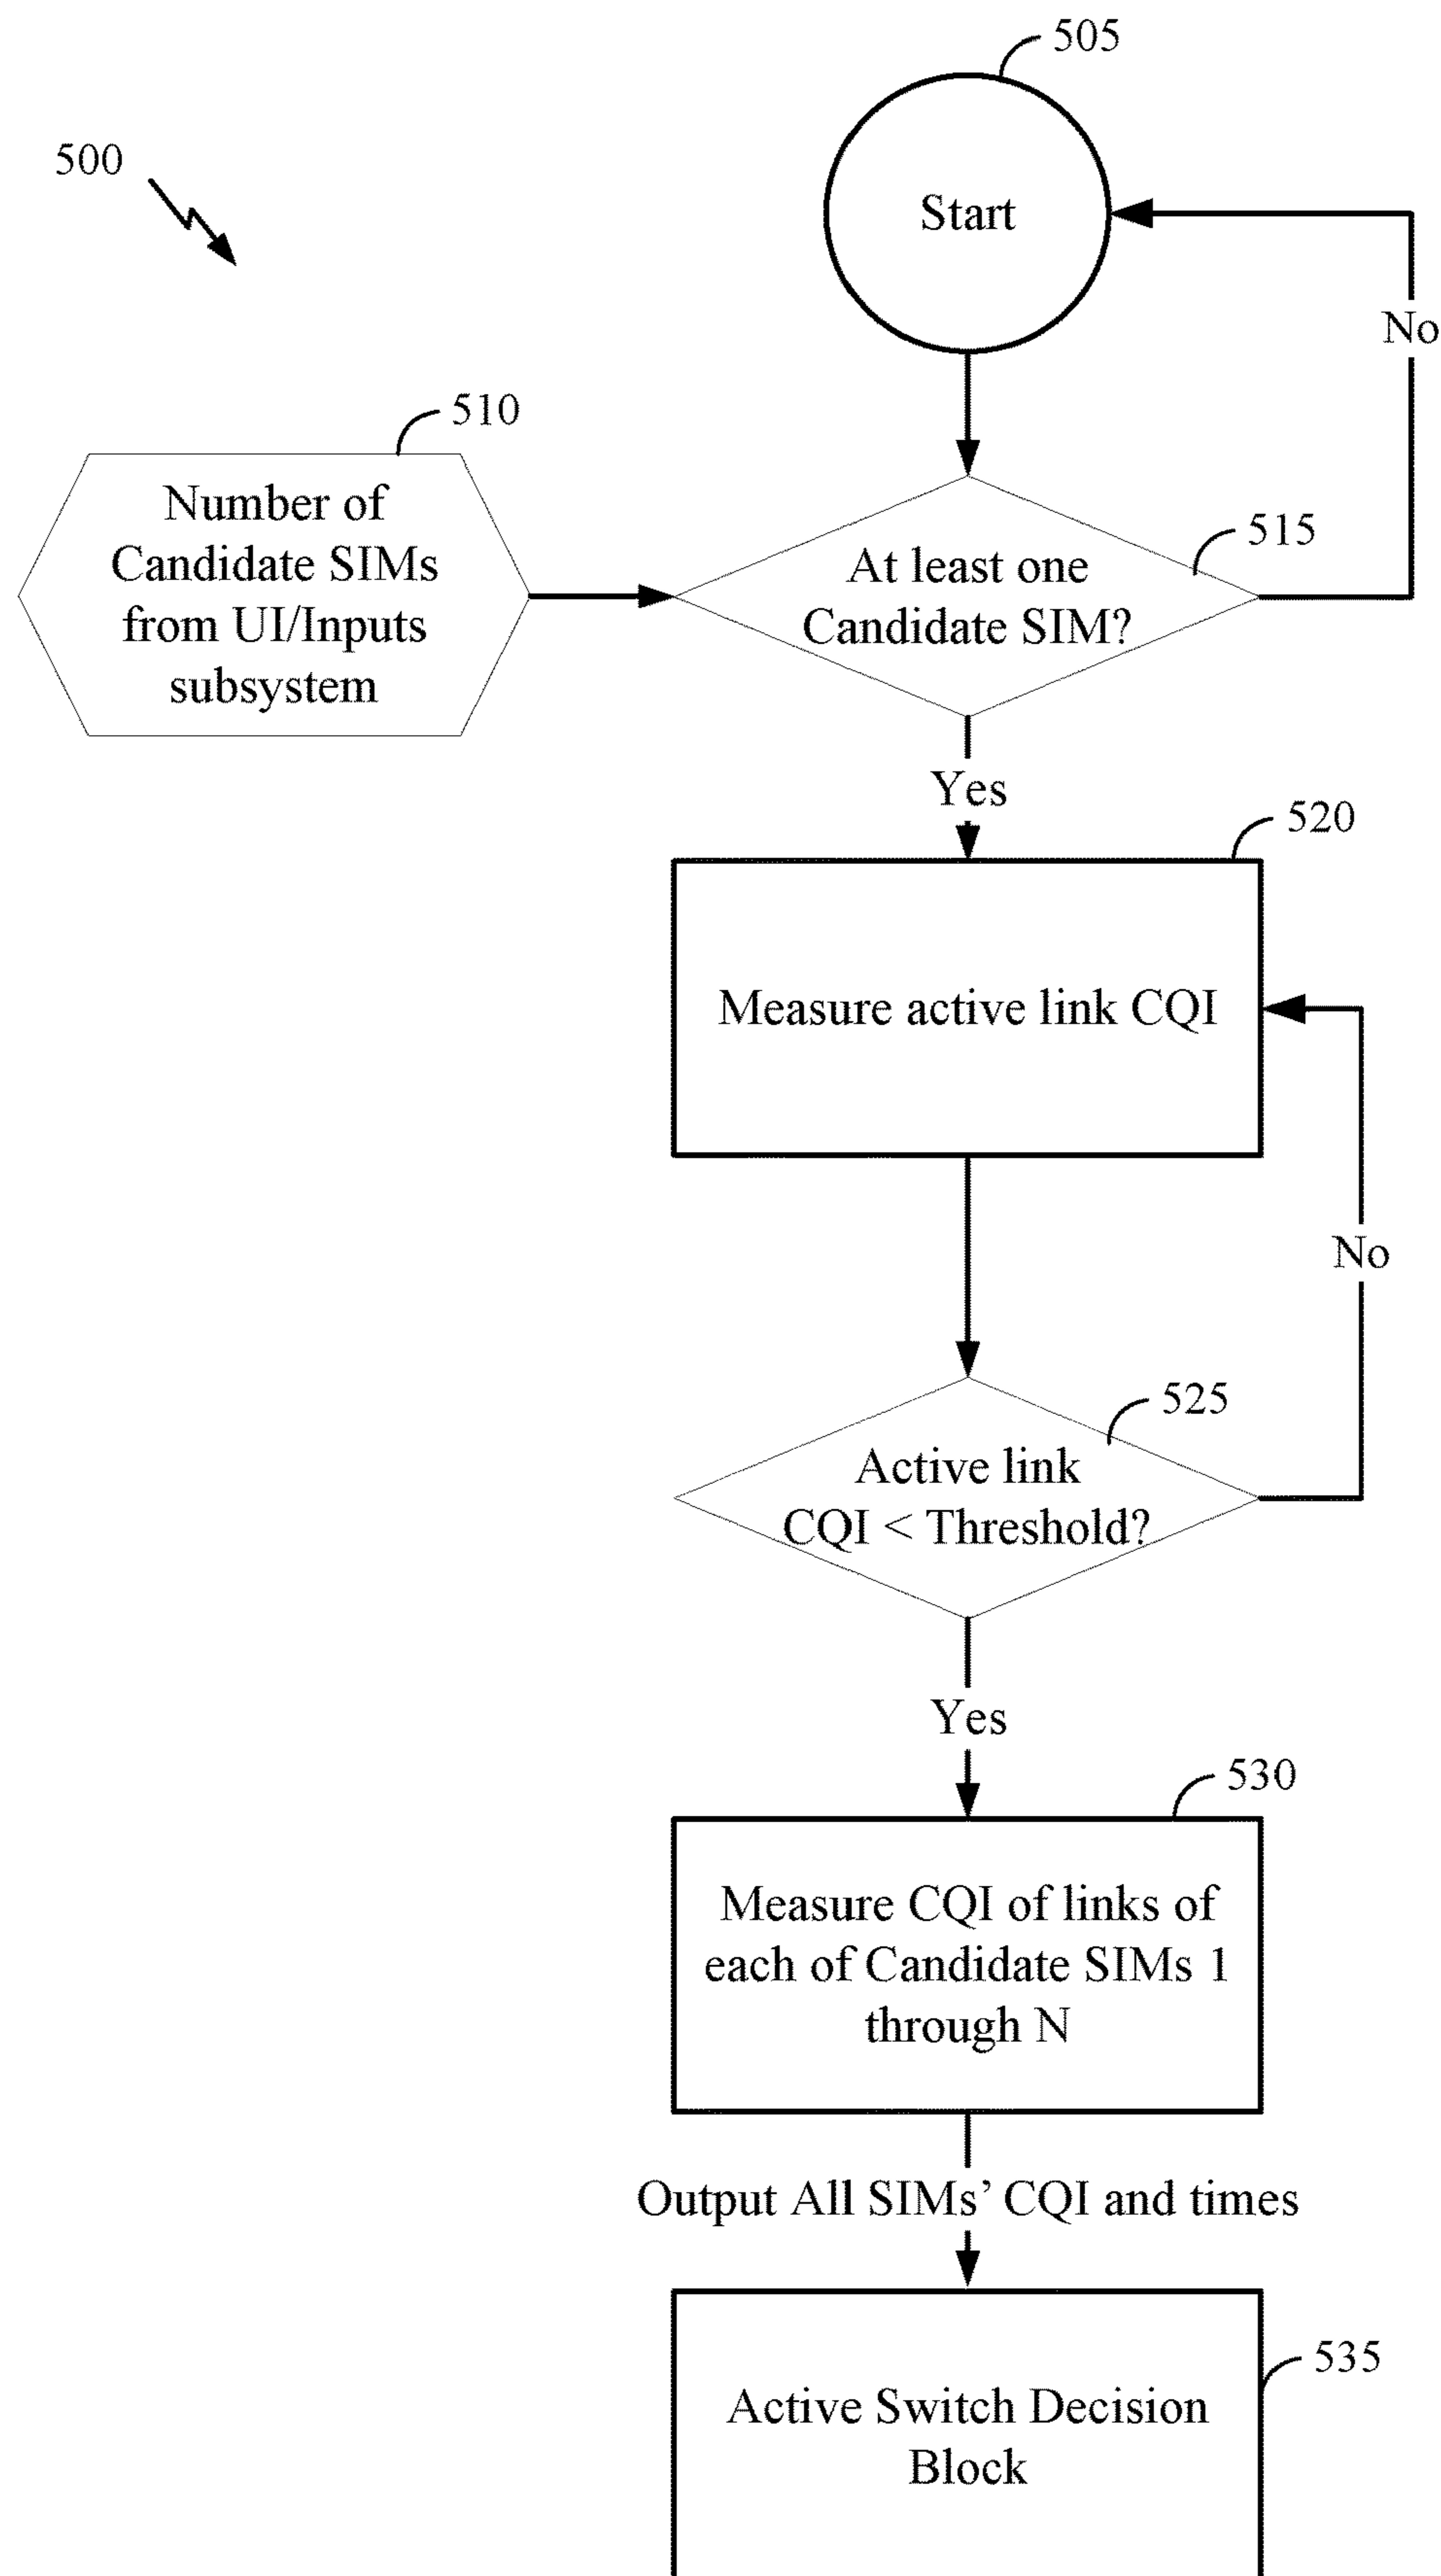 505
500
Start
No
510
Number of
Candidate SIMs
from UI/Inputs
subsystem
515
At least one
Candidate SIM?
Yes
520
Measure active link CQI
No
525
Active link
CQI < Threshold?
Yes
530
Measure CQI of links of
each of Candidate SIMs 1
through N
Output All SIMs’ CQI and times
535
Active Switch Decision
Block